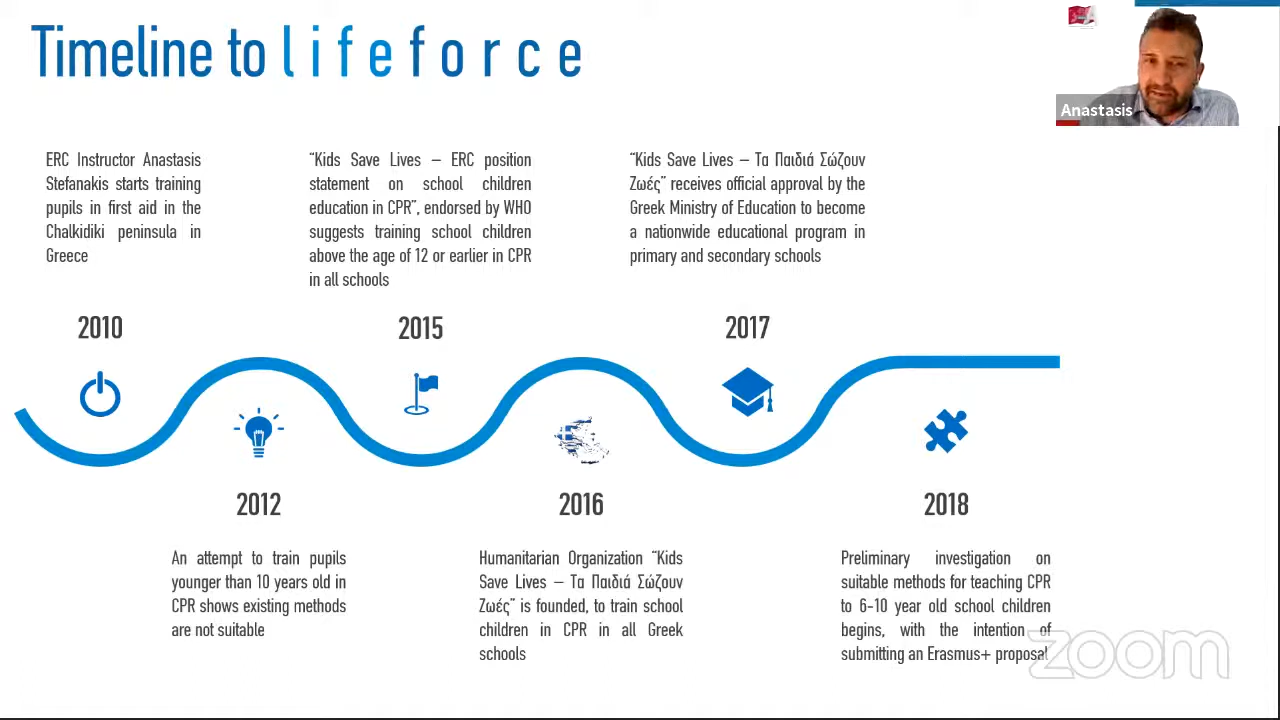 Timeline to lifeforce
Anastasis
ERC Instructor Anastasis
Stefanakis starts training
pupils in first aid in the
Chalkidiki peninsula in
Greece
“Kids Save Lives – ERC position
statement on school children
education in CPR”, endorsed by WHO
suggests training school children
above the age of 12 or earlier in CPR
in all schools
“Kids Save Lives – Τα Παιδιά Σώζουν
Ζωές” receives official approval by the
Greek Ministry of Education to become
a nationwide educational program in
primary and secondary schools
2010
2015
2017
2012
2016
2018
An attempt to train pupils
younger than 10 years old in
CPR shows existing methods
are not suitable
Humanitarian Organization “Kids
Save Lives – Τα Παιδιά Σώζουν
Ζωές” is founded, to train school
children in CPR in all Greek
schools
Preliminary investigation on
suitable methods for teaching CPR
to 6-10 year old school children
begins, with the intention of
submitting an Erasmus+ proposal
zoom